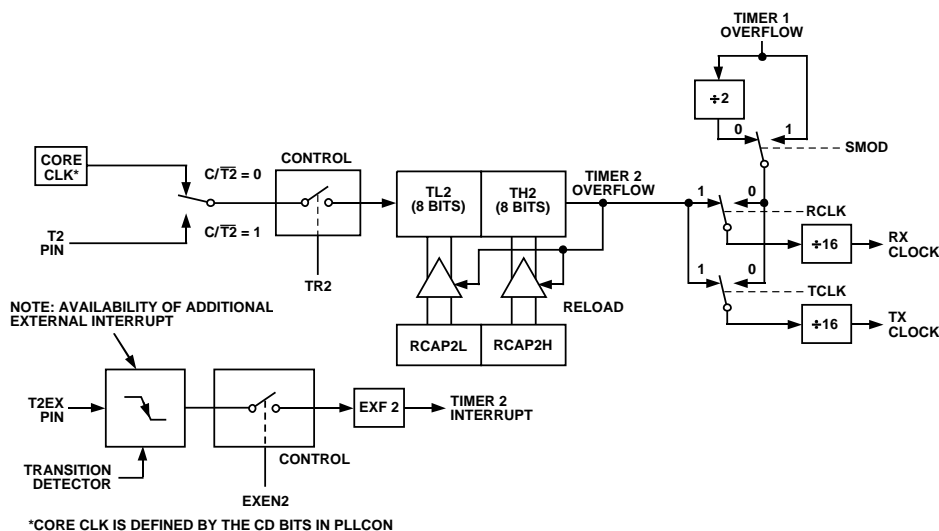 TIMER 1
OVERFLOW
÷2
0
1
SMOD
CORE
CLK*
C/T̅2̅ = 0
CONTROL
TL2
(8 BITS)
TH2
(8 BITS)
TIMER 2
OVERFLOW
1
0
RCLK
T2
PIN
C/T̅2̅ = 1
÷16
RX
CLOCK
TR2
1
0
TCLK
RELOAD
NOTE: AVAILABILITY OF ADDITIONAL
EXTERNAL INTERRUPT
RCAP2L
RCAP2H
÷16
TX
CLOCK
T2EX
PIN
EXF 2
TIMER 2
INTERRUPT
CONTROL
TRANSITION
DETECTOR
EXEN2
*CORE CLK IS DEFINED BY THE CD BITS IN PLLCON